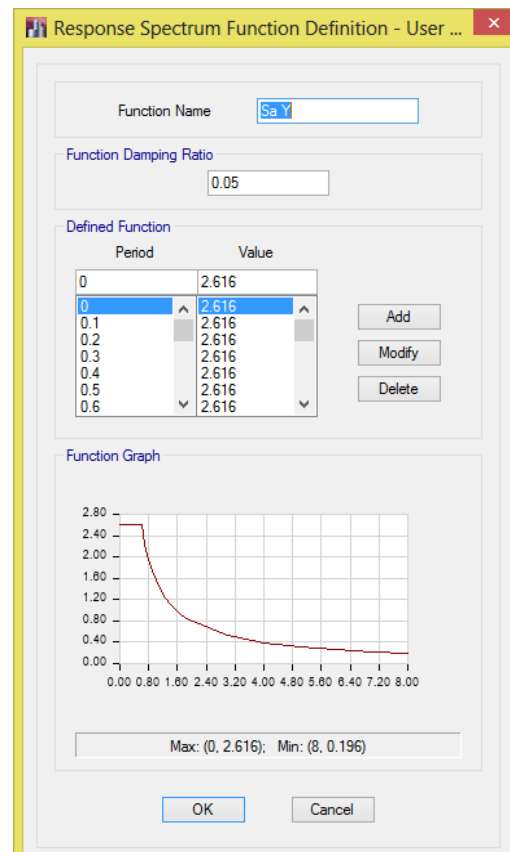 Response Spectrum Function Definition - User ...
Function Name Sa Y
Function Damping Ratio
0.05
Defined Function
Period Value
0 2.616
0 2.616
0.1 2.616
0.2 2.616
0.3 2.616
0.4 2.616
0.5 2.616
0.6 2.616
Add
Modify
Delete
Function Graph
2.80
2.40
2.00
1.60
1.20
0.80
0.40
0.00
0.00 0.80 1.60 2.40 3.20 4.00 4.80 5.60 6.40 7.20 8.00
Max: (0, 2.616); Min: (8, 0.196)
OK Cancel